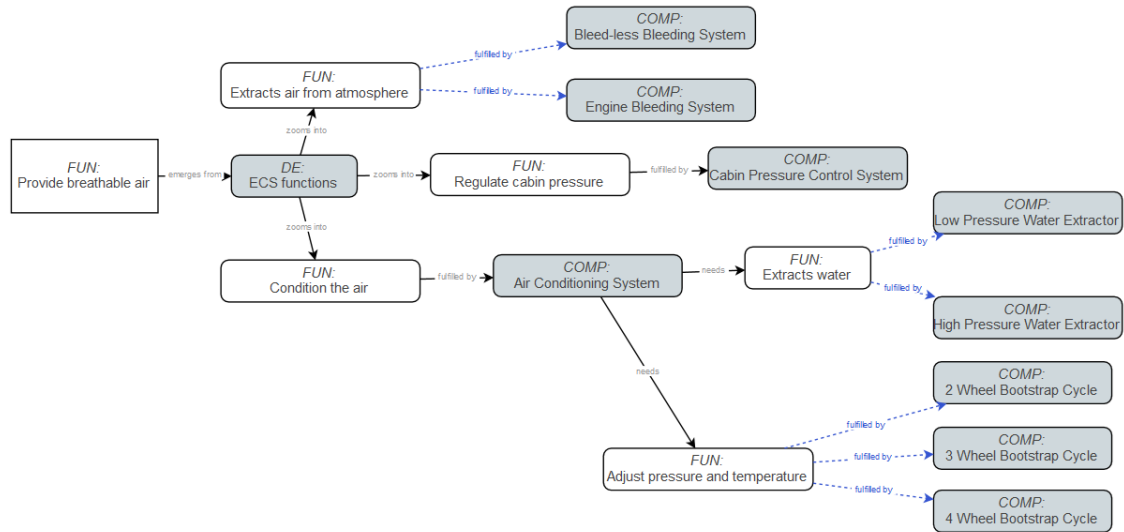 COMP:
Bleed-less Bleeding System
fulfilled by
FUN:
Extracts air from atmosphere
fulfilled by
COMP:
Engine Bleeding System
zooms into
FUN:
Provide breathable air
emerges from
DE:
ECS functions
zooms into
FUN:
Regulate cabin pressure
fulfilled by
COMP:
Cabin Pressure Control System
zooms into
FUN:
Condition the air
fulfilled by
COMP:
Air Conditioning System
needs
FUN:
Extracts water
fulfilled by
COMP:
Low Pressure Water Extractor
fulfilled by
COMP:
High Pressure Water Extractor
needs
FUN:
Adjust pressure and temperature
fulfilled by
COMP:
2 Wheel Bootstrap Cycle
fulfilled by
COMP:
3 Wheel Bootstrap Cycle
fulfilled by
COMP:
4 Wheel Bootstrap Cycle